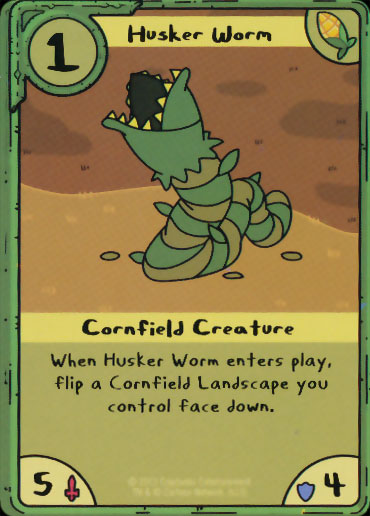 1
Husker Worm
Cornfield Creature
When Husker Worm enters play,
flip a Cornfield Landscape you
control face down.
5
4